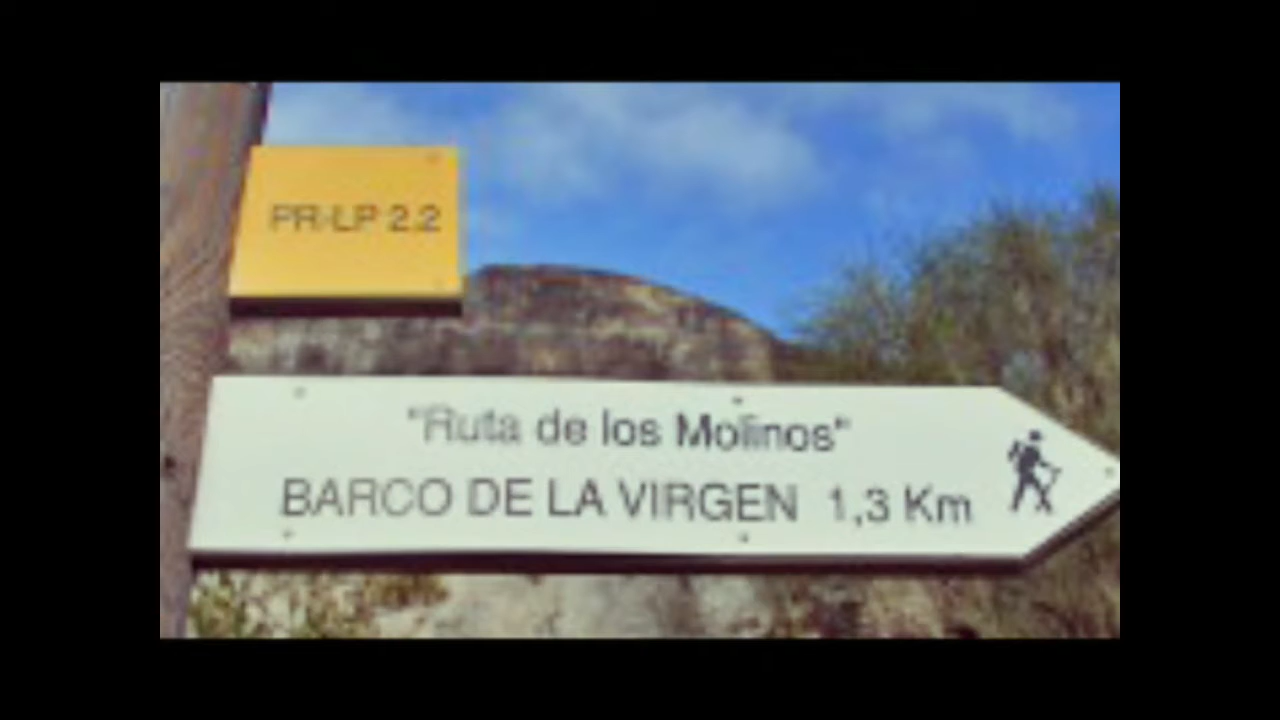 PR-LP 2.2
"Ruta de los Molinos"
BARCO DE LA VIRGEN 1,3 Km